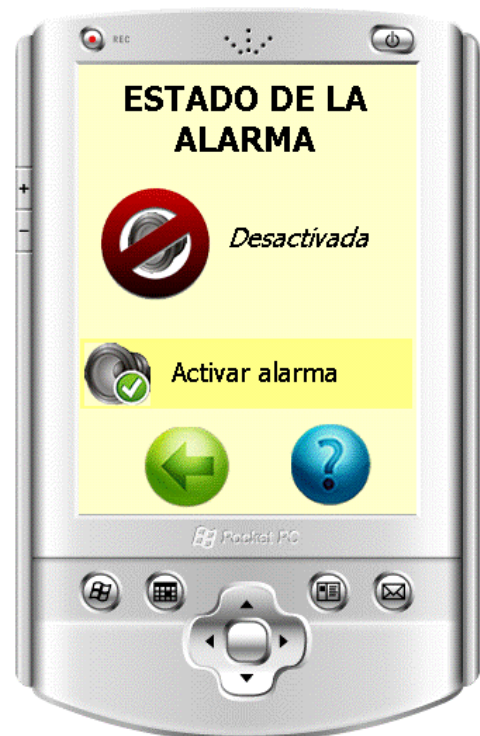 REC
ESTADO DE LA
ALARMA
Desactivada
Activar alarma
Pocket PC